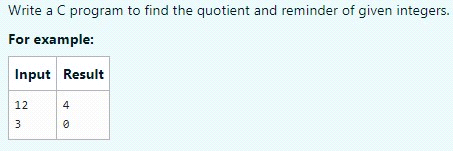 Write a C program to find the quotient and reminder of given integers.
For example:
Input Result
12 4
3 0